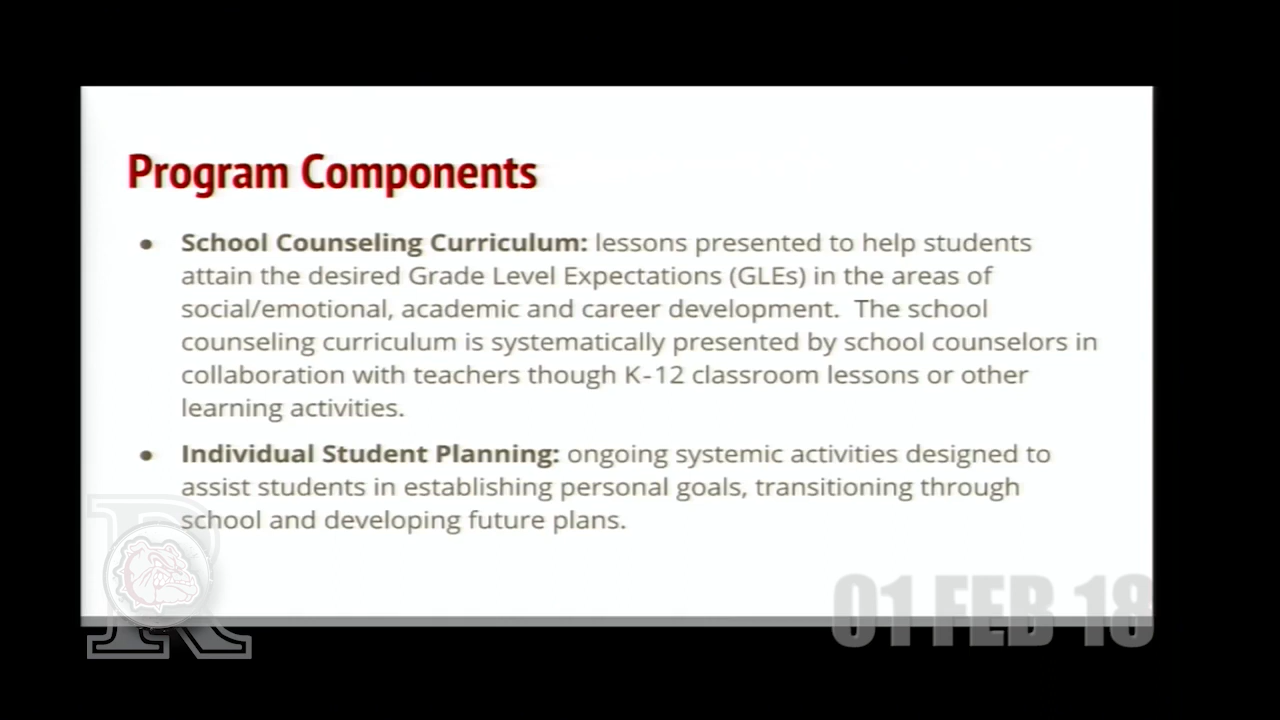 Program Components
● School Counseling Curriculum: lessons presented to help students
attain the desired Grade Level Expectations (GLEs) in the areas of
social/emotional, academic and career development.  The school
counseling curriculum is systematically presented by school counselors in
collaboration with teachers though K-12 classroom lessons or other
learning activities.
● Individual Student Planning: ongoing systemic activities designed to
assist students in establishing personal goals, transitioning through
school and developing future plans.
R
01 FEB 18